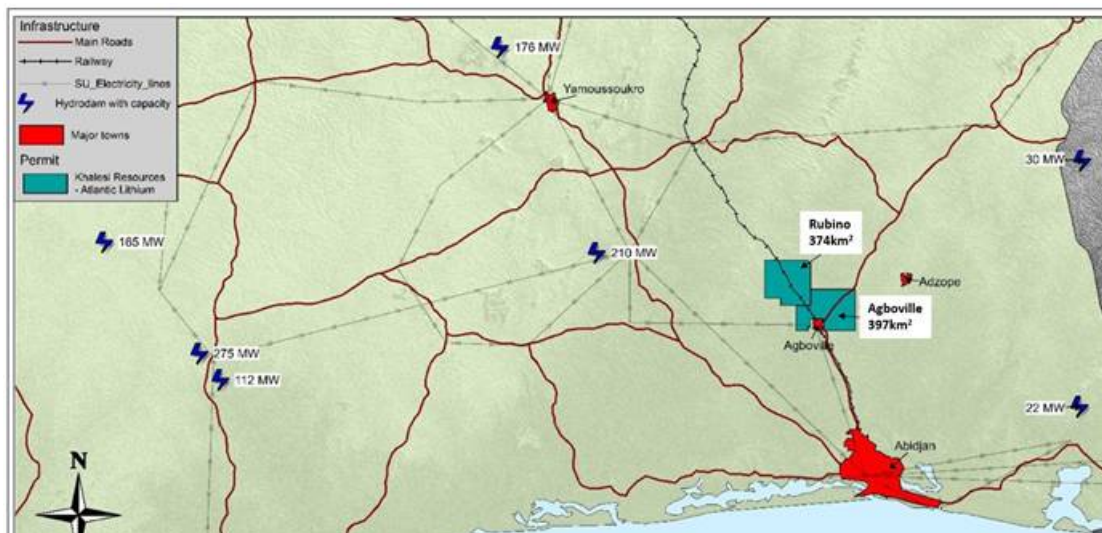 Infrastructure
Main Roads
Railway
SU_Electricity_lines
Hydrodam with capacity
Major towns
Permit
Khalesi Resources
- Atlantic Lithium
176 MW
Yamoussoukro
30 MW
165 MW
210 MW
Rubino
374km²
Adzope
Agboville
397km²
Agboville
275 MW
112 MW
22 MW
Abidjan
N